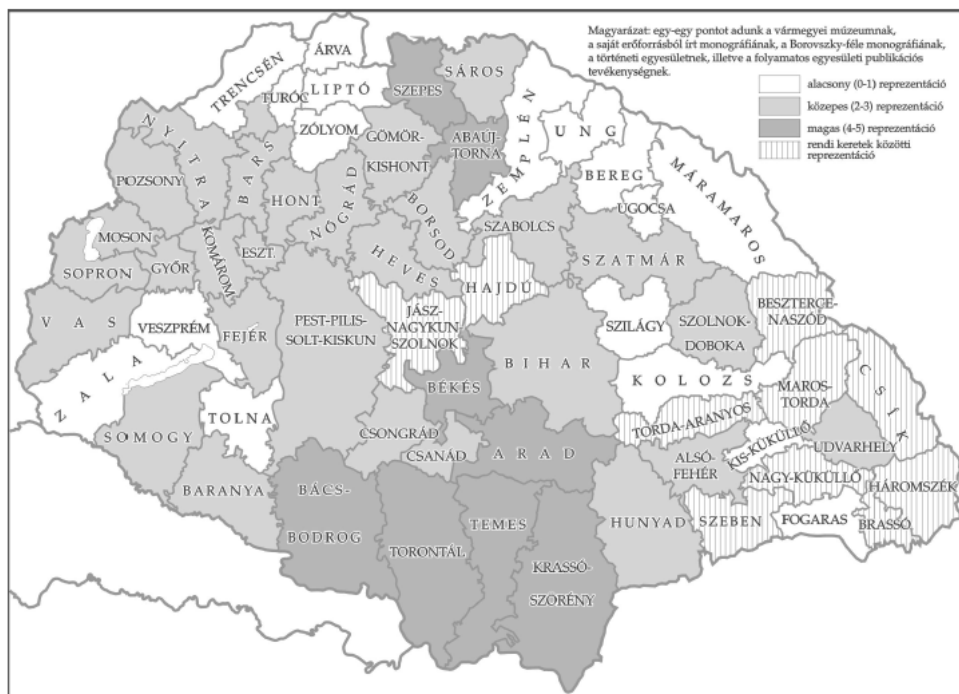 Magyarázat: egy-egy pontot adunk a vármegyei múzeumnak,
a saját erőforrásból írt monográfiának, a Borovszky-féle monográfiának,
a történeti egyesületnek, illetve a folyamatos egyesületi publikációs
tevékenységnek.
alacsony (0-1) reprezentáció
közepes (2-3) reprezentáció
magas (4-5) reprezentáció
rendi keretek közötti
reprezentáció
ÁRVA
TRENCSÉN
LIPTÓ
TURÓC
SZEPES
SÁROS
ZÓLYOM
GÖMÖR-
KISHONT
ABAÚJ-
TORNA
ZEMPLÉN
UNG
BEREG
UGOCSA
MÁRAMAROS
NYITRA
POZSONY
BARS
HONT
NÓGRÁD
BORSOD
SZABOLCS
SZATMÁR
MOSON
SOPRON
GYŐR
KOMÁROM
ESZT.
HEVES
HAJDÚ
BESZTERCE-
NASZÓD
VAS
VESZPRÉM
FEJÉR
PEST-PILIS-
SOLT-KISKUN
JÁSZ-
NAGYKUN-
SZOLNOK
BIHAR
SZILÁGY
SZOLNOK-
DOBOKA
ZALA
BÉKÉS
KOLOZS
MAROS-
TORDA
CSÍK
SOMOGY
TOLNA
CSONGRÁD
CSANÁD
ARAD
TORDA-ARANYOS
ALSÓ-
FEHÉR
KIS-KÜKÜLLŐ
UDVARHELY
BARANYA
BÁCS-
BODROG
TORONTÁL
TEMES
KRASSÓ-
SZÖRÉNY
HUNYAD
SZEBEN
NAGY-KÜKÜLLŐ
FOGARAS
HÁROMSZÉK
BRASSÓ